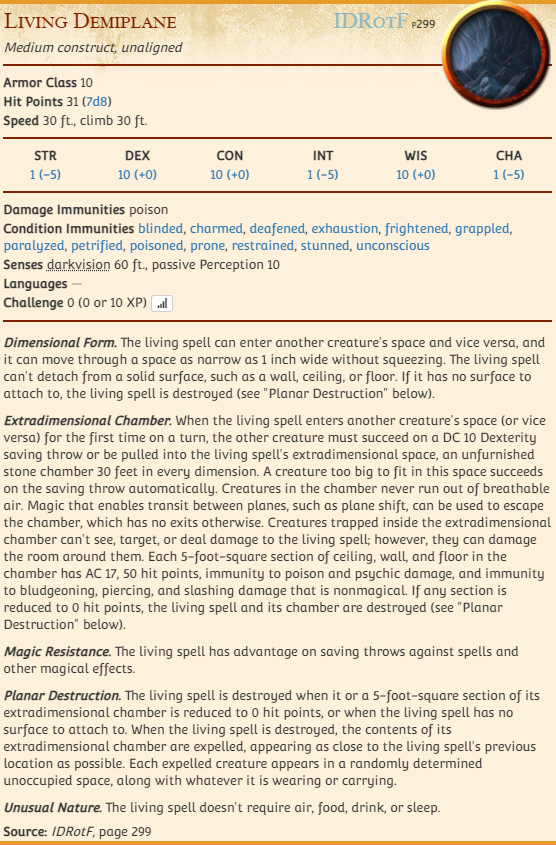 Living Demiplane
IDRotF p299
Medium construct, unaligned
Armor Class 10
Hit Points 31 (7d8)
Speed 30 ft., climb 30 ft.
STR DEX CON INT WIS CHA
1 (−5) 10 (+0) 10 (+0) 1 (−5) 10 (+0) 1 (−5)
Damage Immunities poison
Condition Immunities blinded, charmed, deafened, exhaustion, frightened, grappled,
paralyzed, petrified, poisoned, prone, restrained, stunned, unconscious
Senses darkvision 60 ft., passive Perception 10
Languages —
Challenge 0 (0 or 10 XP)
Dimensional Form. The living spell can enter another creature's space and vice versa, and
it can move through a space as narrow as 1 inch wide without squeezing. The living spell
can't detach from a solid surface, such as a wall, ceiling, or floor. If it has no surface to
attach to, the living spell is destroyed (see "Planar Destruction" below).
Extradimensional Chamber. When the living spell enters another creature's space (or vice
versa) for the first time on a turn, the other creature must succeed on a DC 10 Dexterity
saving throw or be pulled into the living spell's extradimensional space, an unfurnished
stone chamber 30 feet in every dimension. A creature too big to fit in this space succeeds
on the saving throw automatically. Creatures in the chamber never run out of breathable
air. Magic that enables transit between planes, such as plane shift, can be used to escape
the chamber, which has no exits otherwise. Creatures trapped inside the extradimensional
chamber can't see, target, or deal damage to the living spell; however, they can damage
the room around them. Each 5-foot-square section of ceiling, wall, and floor in the
chamber has AC 17, 50 hit points, immunity to poison and psychic damage, and immunity
to bludgeoning, piercing, and slashing damage that is nonmagical. If any section is
reduced to 0 hit points, the living spell and its chamber are destroyed (see "Planar
Destruction" below).
Magic Resistance. The living spell has advantage on saving throws against spells and
other magical effects.
Planar Destruction. The living spell is destroyed when it or a 5-foot-square section of its
extradimensional chamber is reduced to 0 hit points, or when the living spell has no
surface to attach to. When the living spell is destroyed, the contents of its
extradimensional chamber are expelled, appearing as close to the living spell's previous
location as possible. Each expelled creature appears in a randomly determined
unoccupied space, along with whatever it is wearing or carrying.
Unusual Nature. The living spell doesn't require air, food, drink, or sleep.
Source: IDRotF, page 299